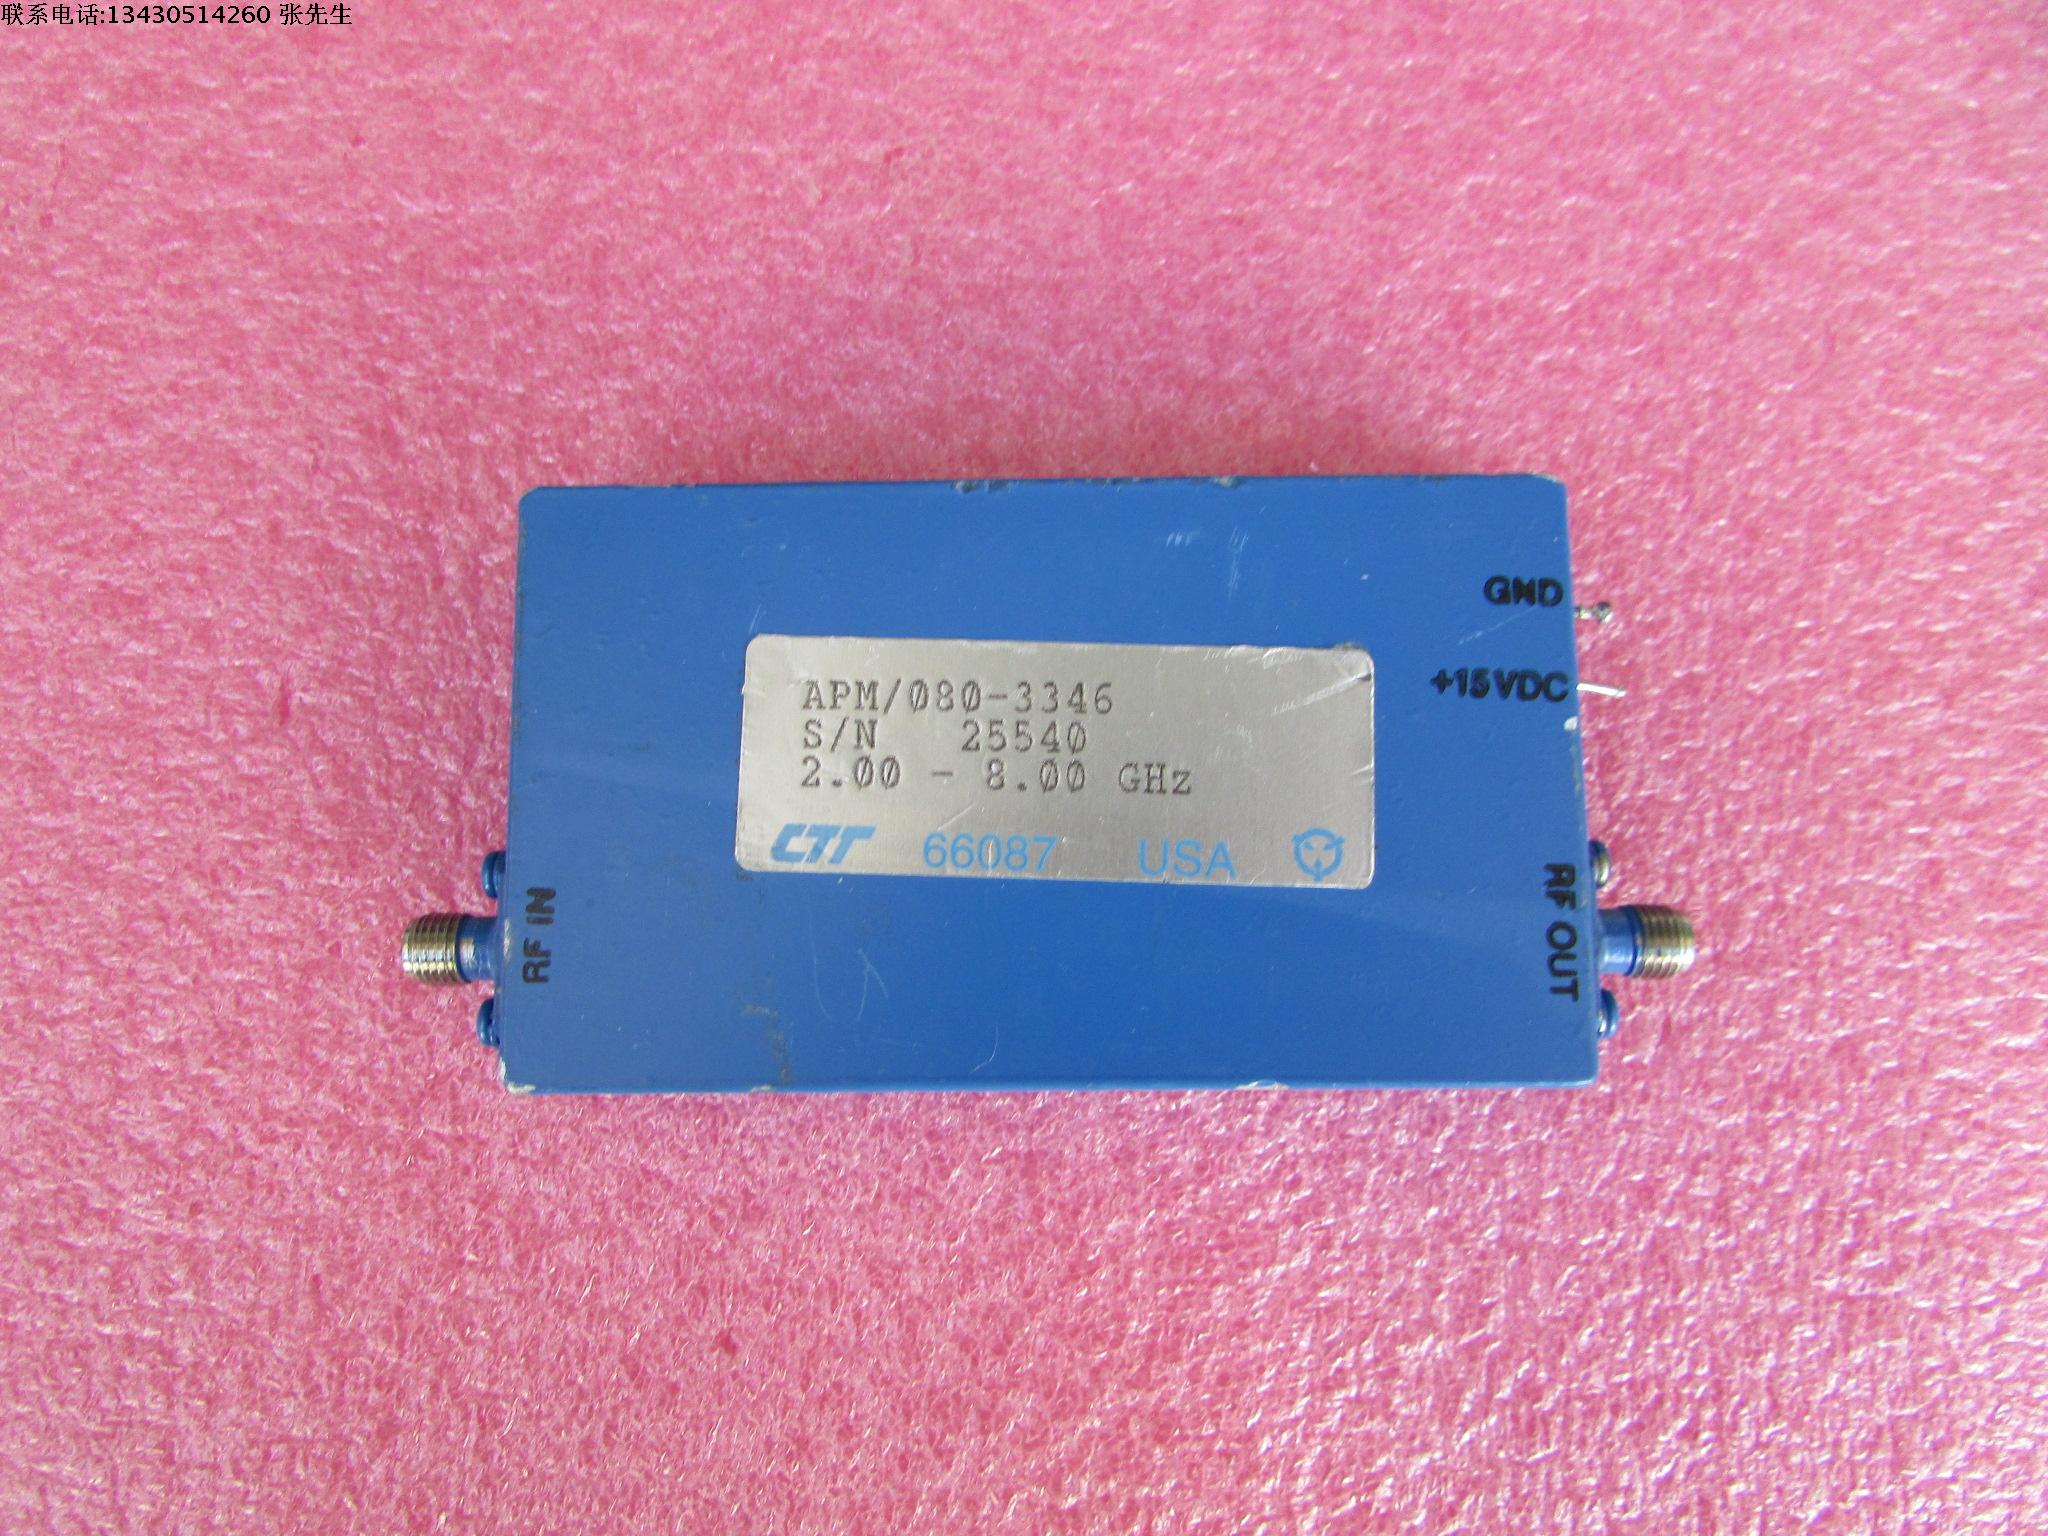 联系电话:13430514260 张先生
GND
+15VDC
APM/080-3346
S/N 25540
2.00 - 8.00 GHz
CTT 66087 USA
RF IN
RF OUT